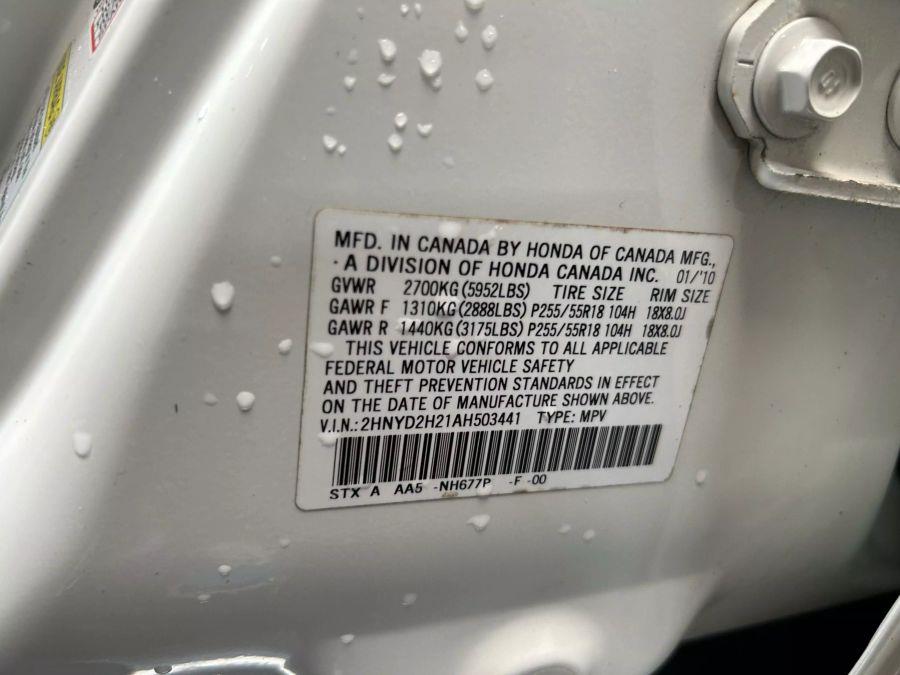 MFD. IN CANADA BY HONDA OF CANADA MFG.,
A DIVISION OF HONDA CANADA INC. 01/'10
GVWR 2700KG(5952LBS) TIRE SIZE RIM SIZE
GAWR F 1310KG(2888LBS) P255/55R18 104H 18X8.0J
GAWR R 1440KG(3175LBS) P255/55R18 104H 18X8.0J
THIS VEHICLE CONFORMS TO ALL APPLICABLE
FEDERAL MOTOR VEHICLE SAFETY
AND THEFT PREVENTION STANDARDS IN EFFECT
ON THE DATE OF MANUFACTURE SHOWN ABOVE.
V.I.N.:2HNYD2H21AH503441 TYPE: MPV
STX A AA5 -NH677P -F -00